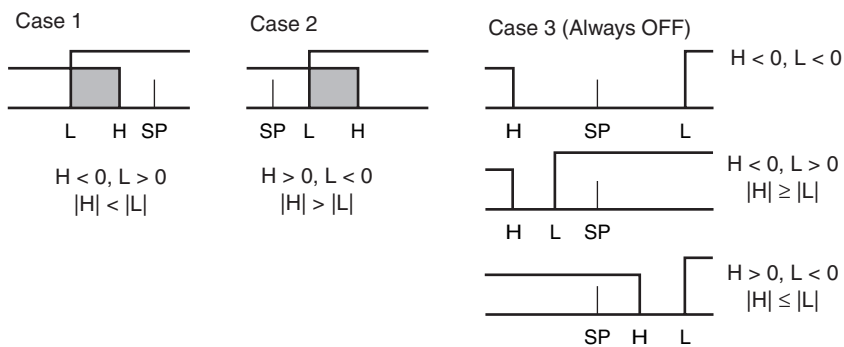 Case 1
L H SP
H < 0, L > 0
|H| < |L|
Case 2
SP L H
H > 0, L < 0
|H| > |L|
Case 3 (Always OFF)
H SP L
H < 0, L < 0
H L SP
H < 0, L > 0
|H| ≥ |L|
SP H L
H > 0, L < 0
|H| ≤ |L|